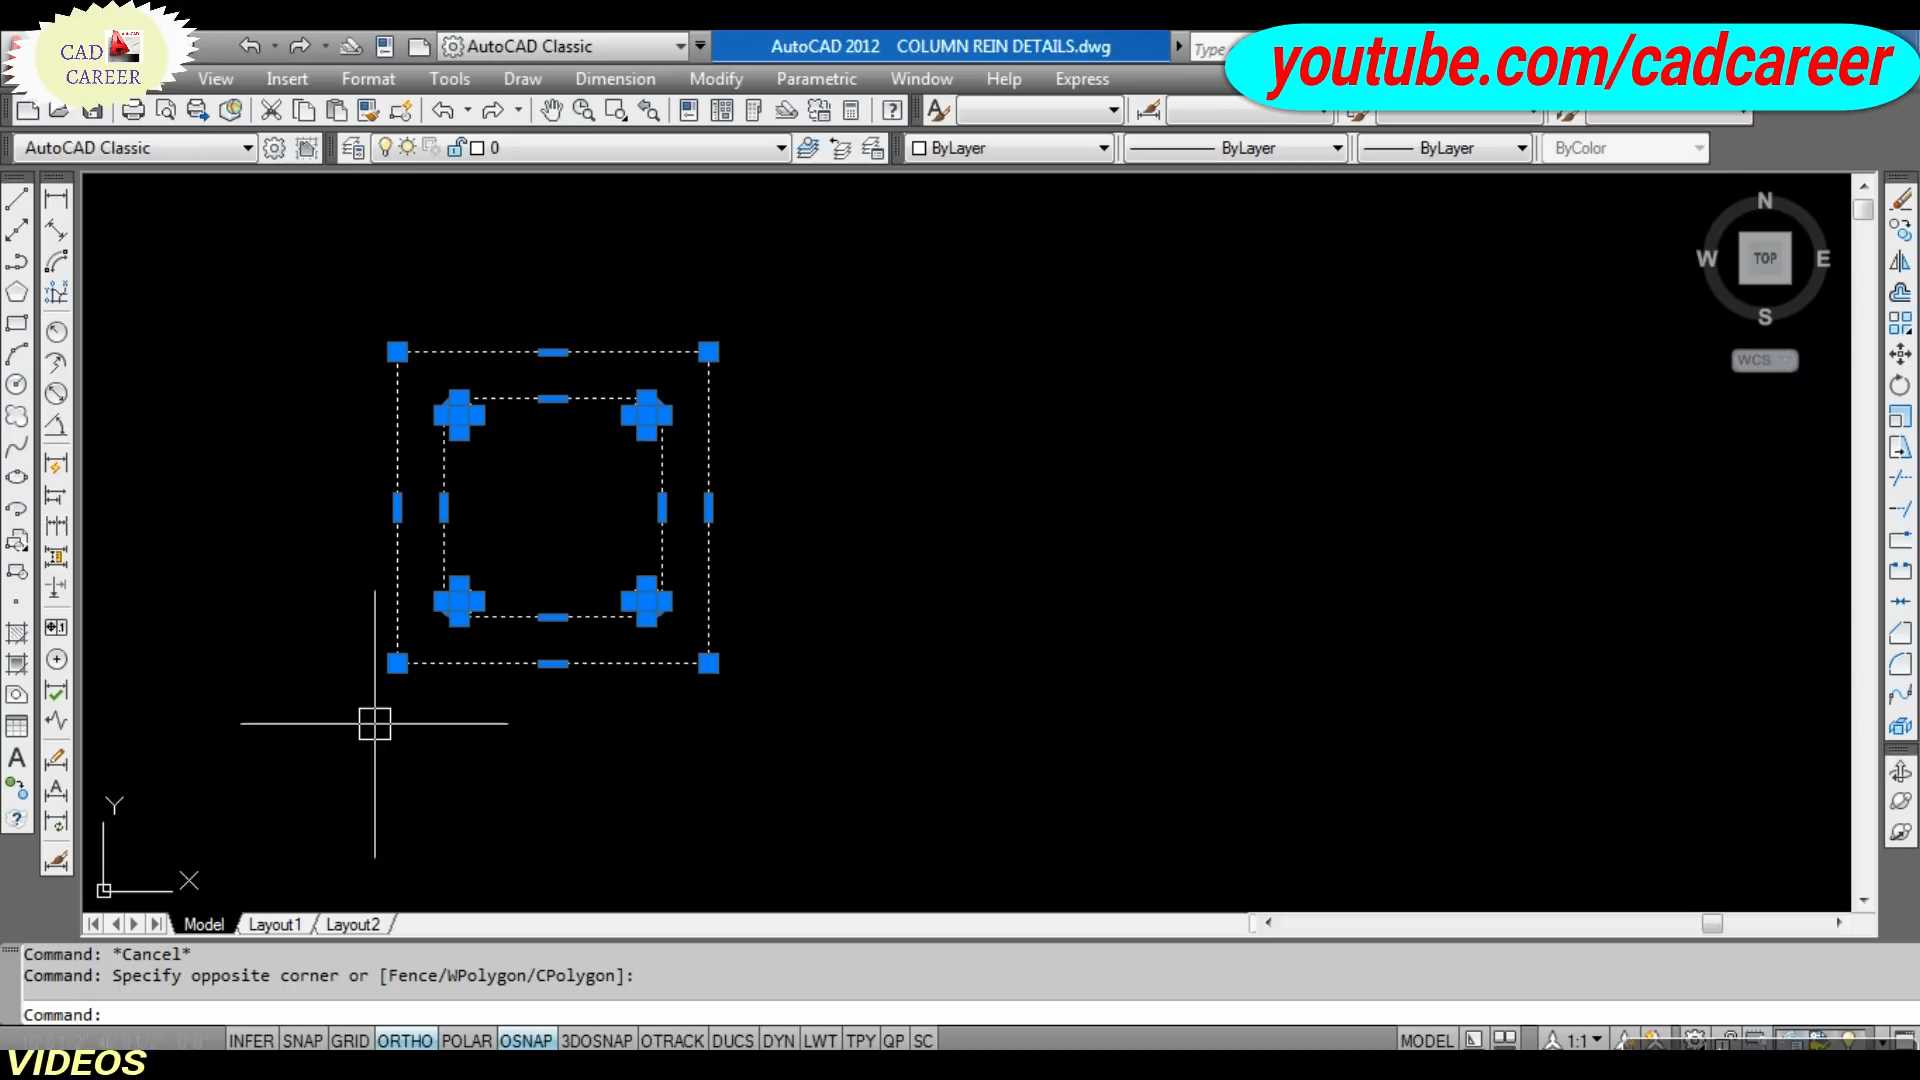 CAD
CAREER
AutoCAD Classic
AutoCAD 2012 COLUMN REIN DETAILS.dwg
Type
youtube.com/cadcareer
View Insert Format Tools Draw Dimension Modify Parametric Window Help Express
AutoCAD Classic
0
ByLayer
ByLayer
ByLayer
ByColor
N
W
TOP
E
S
WCS
Y
X
Model Layout1 Layout2
Command: *Cancel*
Command: Specify opposite corner or [Fence/WPolygon/CPolygon]:
Command:
INFER SNAP GRID ORTHO POLAR OSNAP 3DOSNAP OTRACK DUCS DYN LWT TPY QP SC
MODEL
1:1
VIDEOS